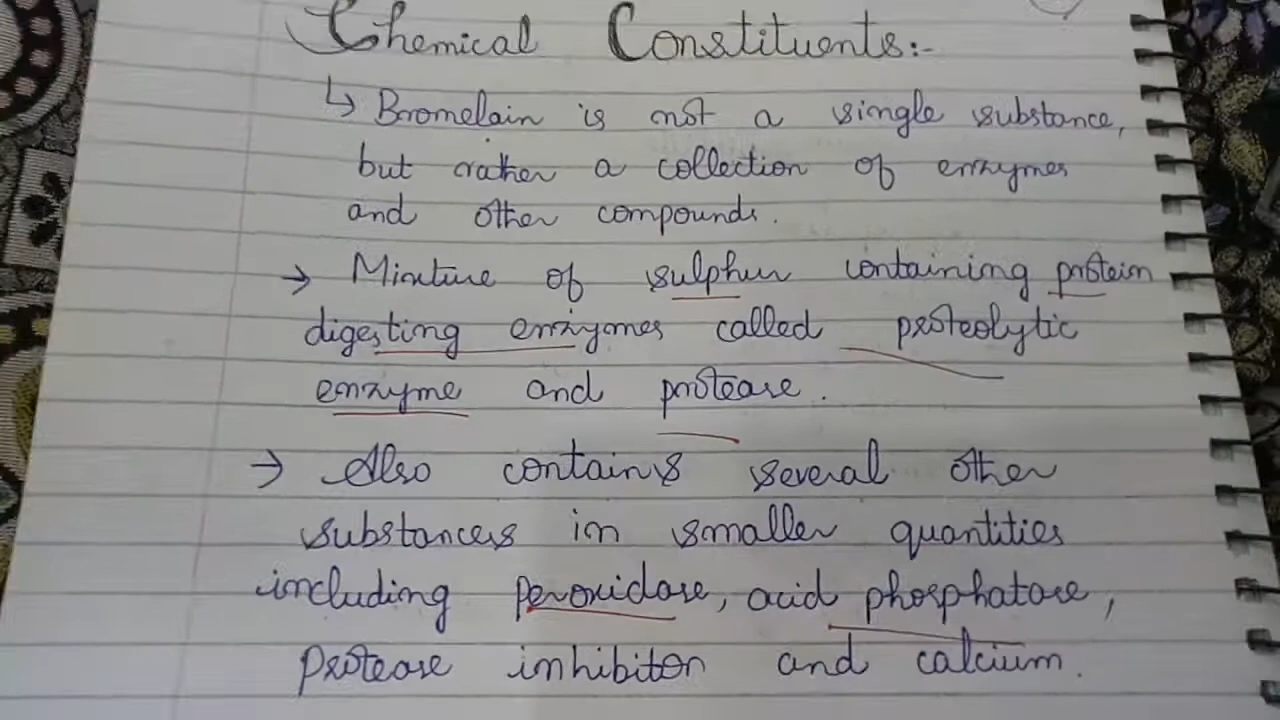 Chemical Constituents:-
↳ Bromelain is not a single substance,
but rather a collection of enzymes
and other compounds.
→ Mixture of sulphur containing protein
digesting enzymes called proteolytic
enzyme and protease.
→ Also contains several other
substances in smaller quantities
including peroxidase, acid phosphatase,
protease inhibitor and calcium.